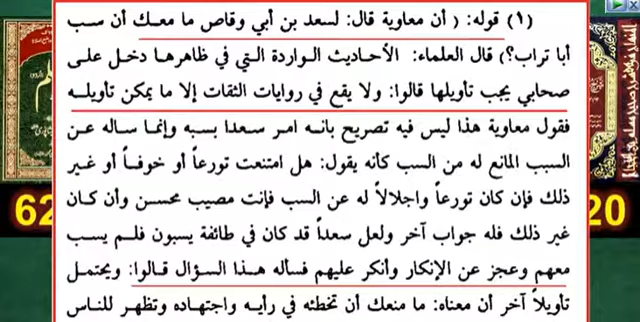 (١) قوله: ( أن معاوية قال: لسعد بن أبي وقاص ما معك أن سب
أبا تراب؟) قال العلماء: الأحاديث الواردة التي في ظاهرها دخل على
صحابي يجب تأويلها قالوا: ولا يقع في روايات الثقات إلا ما يمكن تأويله
فقول معاوية هذا ليس فيه تصريح بانه امر سعدا بسبه وإنما ساله عن
السبب المانع له من السب كأنه يقول: هل امتنعت تورعاً أو خوفاً أو غير
ذلك فإن كان تورعاً واجلالاً له عن السب فإنت مصيب محسن وأن كان
غير ذلك فله جواب آخر ولعل سعداً قد كان في طائفة يسبون فلم يسب
معهم وعجز عن الإنكار وأنكر عليهم فسأله هذا السؤال قالوا: ويحتمل
تأويلاً آخر أن معناه: ما منعك أن تخطئه في رأيه واجتهاده وتظهر للناس
62
20